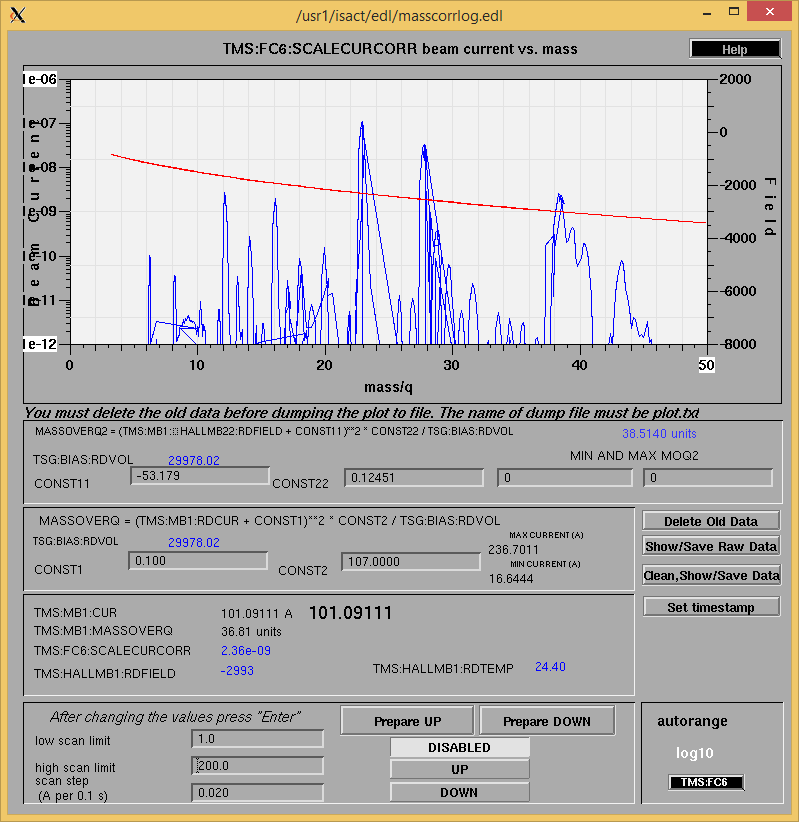 /usr1/isact/edl/masscorrlog.edl
TMS:FC6:SCALECURCORR beam current vs. mass
Help
1e-06
1e-07
1e-08
1e-09
1e-10
1e-11
1e-12
Beam Current
2000
0
-2000
-4000
-6000
-8000
Field
0 10 20 30 40 50
mass/q
You must delete the old data before dumping the plot to file. The name of dump file must be plot.txt
MASSOVERQ2 = (TMS:MB1: HALLMB22:RDFIELD + CONST11)**2 * CONST22 / TSG:BIAS:RDVOL
38.5140 units
TSG:BIAS:RDVOL 29978.02
MIN AND MAX MOQ2
CONST11 -53.179 CONST22 0.12451 0 0
MASSOVERQ = (TMS:MB1:RDCUR + CONST1)**2 * CONST2 / TSG:BIAS:RDVOL
TSG:BIAS:RDVOL 29978.02
MAX CURRENT (A)
236.7011
CONST1 0.100 CONST2 107.0000
MIN CURRENT (A)
16.6444
Delete Old Data
Show/Save Raw Data
Clean,Show/Save Data
Set timestamp
TMS:MB1:CUR 101.09111 A 101.09111
TMS:MB1:MASSOVERQ 36.81 units
TMS:FC6:SCALECURCORR 2.36e-09
TMS:HALLMB1:RDFIELD -2993
TMS:HALLMB1:RDTEMP 24.40
After changing the values press "Enter"
low scan limit 1.0
high scan limit 200.0
scan step
(A per 0.1 s) 0.020
Prepare UP
Prepare DOWN
DISABLED
UP
DOWN
autorange
log10
TMS:FC6